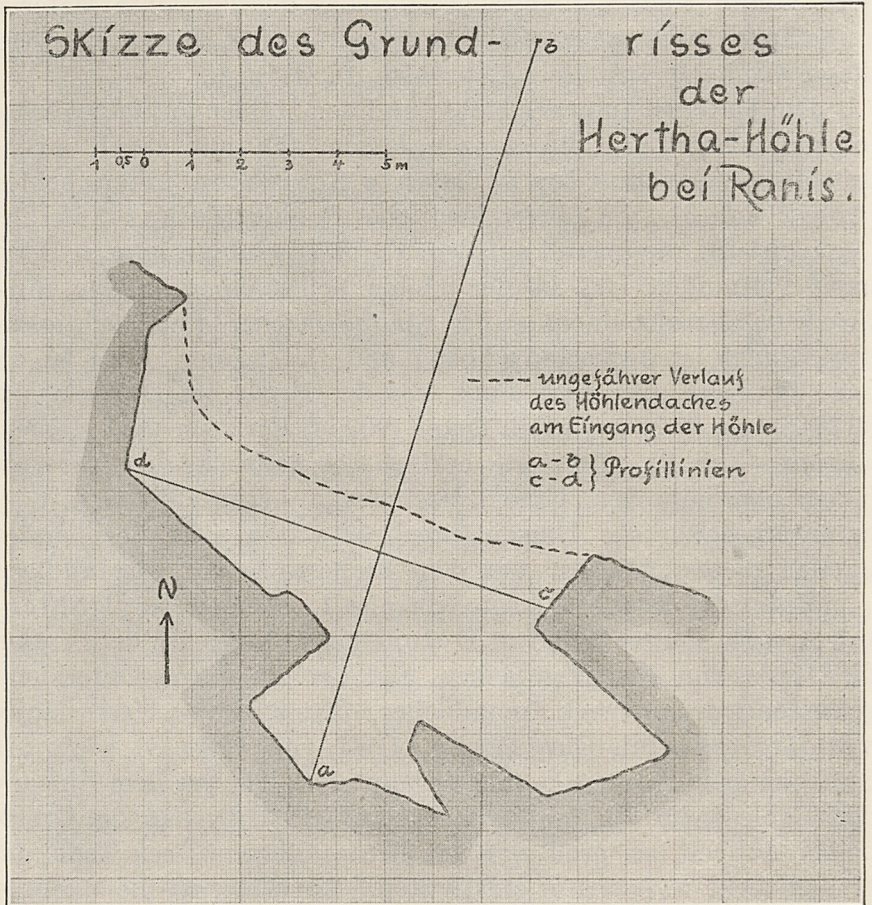 Skizze des Grund- risses
der
Hertha-Höhle
bei Ranis.
b
1 0,5 0 1 2 3 4 5 m
---- ungefährer Verlauf
des Höhlendaches
am Eingang der Höhle
a-b } Profillinien
c-d
d
c
N
a